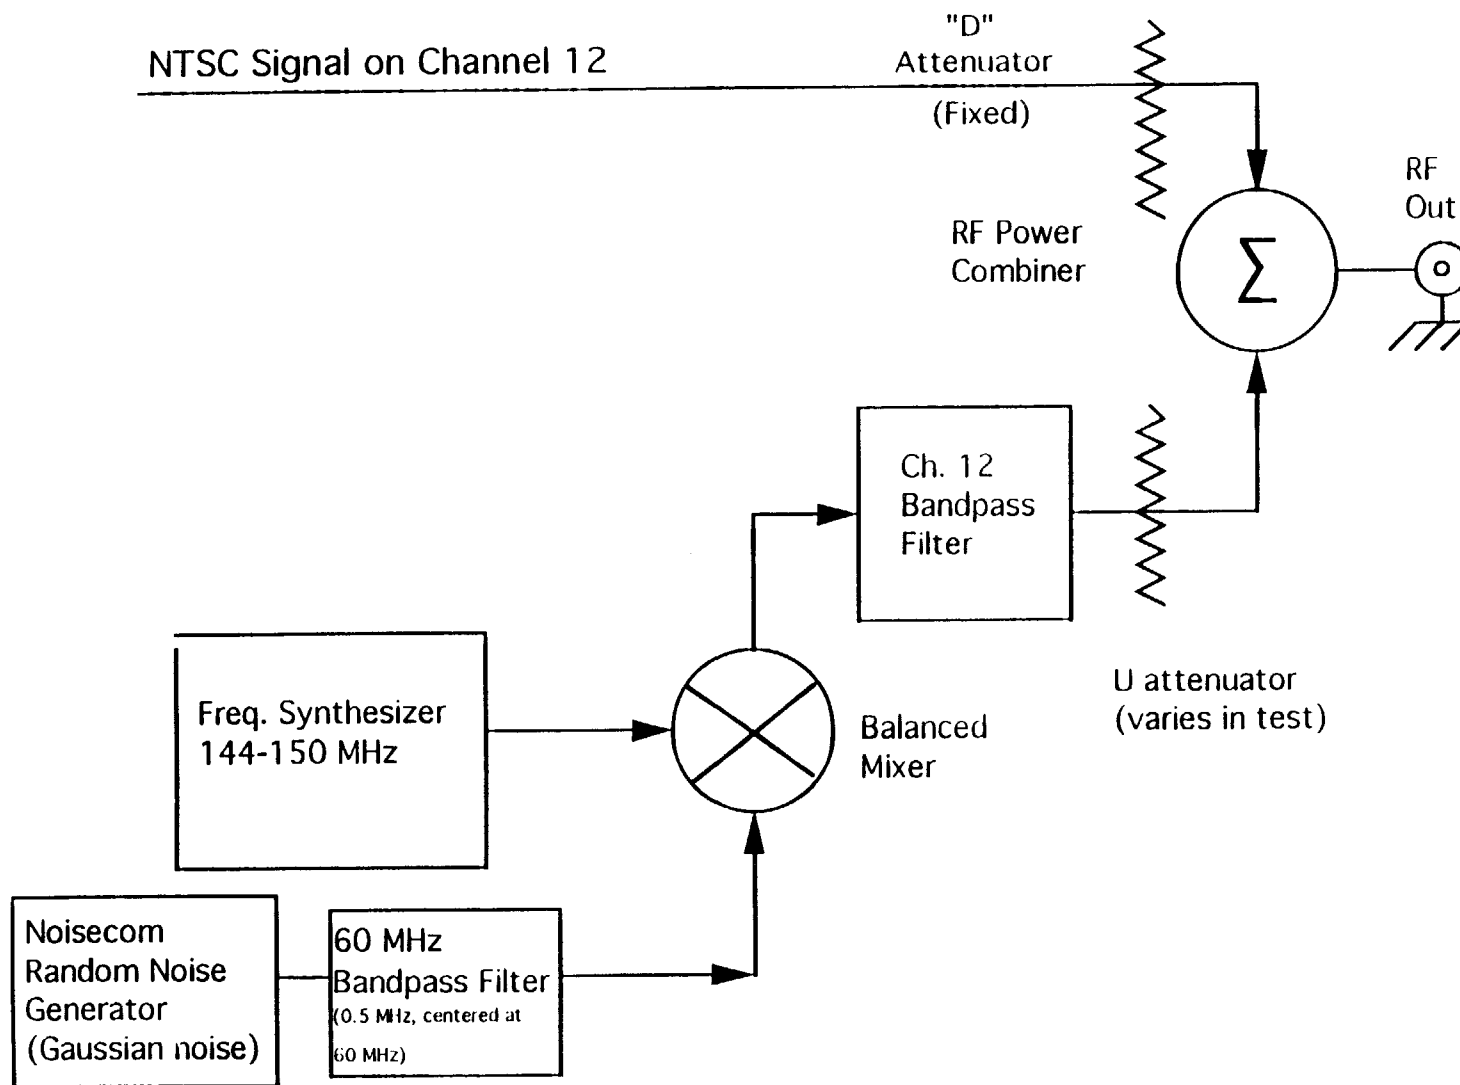 NTSC Signal on Channel 12
"D"
Attenuator
(Fixed)
RF
Out
RF Power
Combiner
Σ
Ch. 12
Bandpass
Filter
U attenuator
(varies in test)
Freq. Synthesizer
144-150 MHz
Balanced
Mixer
Noisecom
Random Noise
Generator
(Gaussian noise)
60 MHz
Bandpass Filter
(0.5 MHz, centered at
60 MHz)